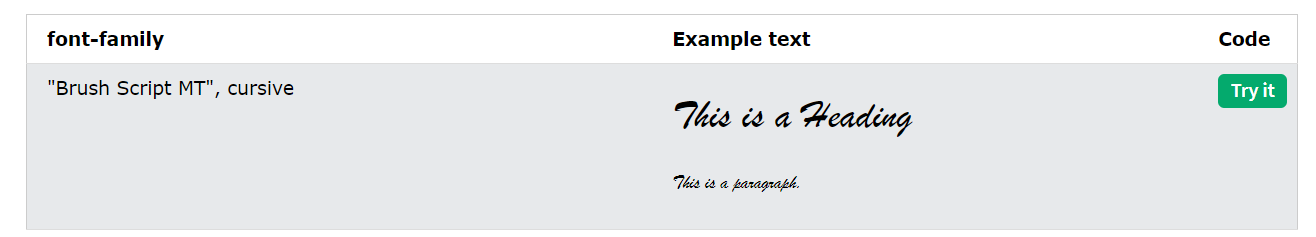 font-family Example text Code
"Brush Script MT", cursive Try it
This is a Heading
This is a paragraph.